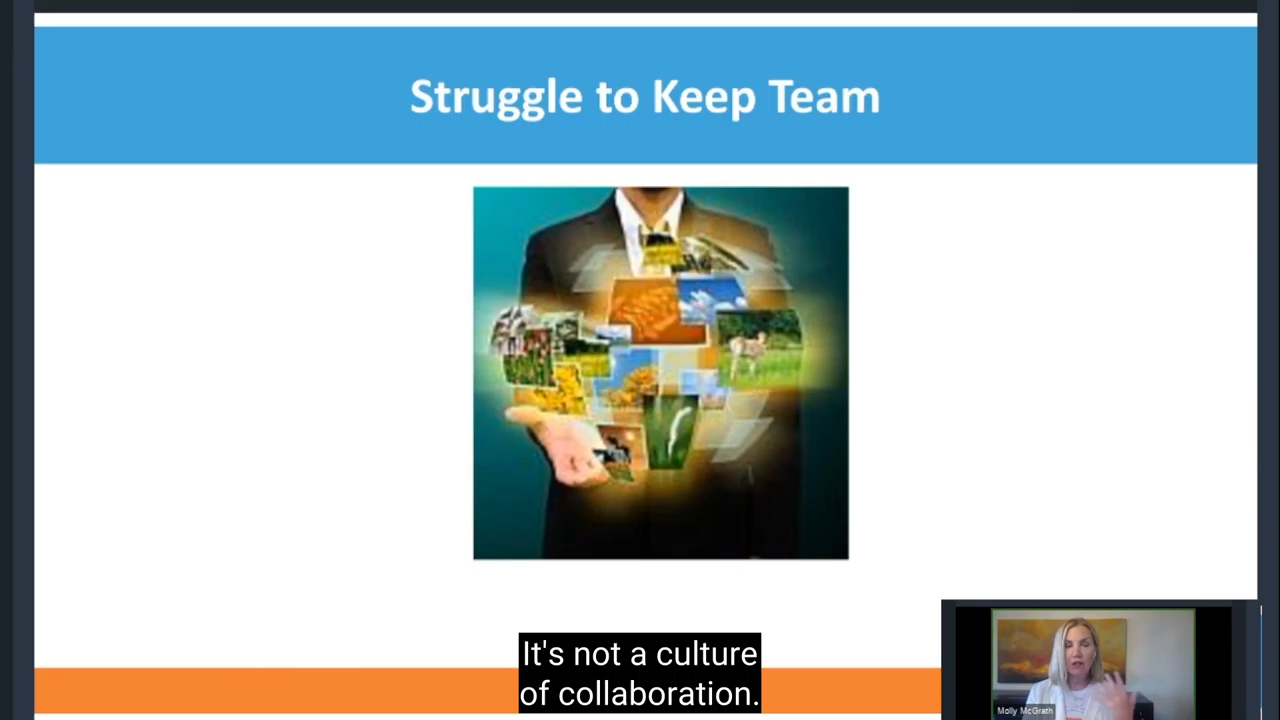 Struggle to Keep Team
It's not a culture
of collaboration.
Molly McGrath